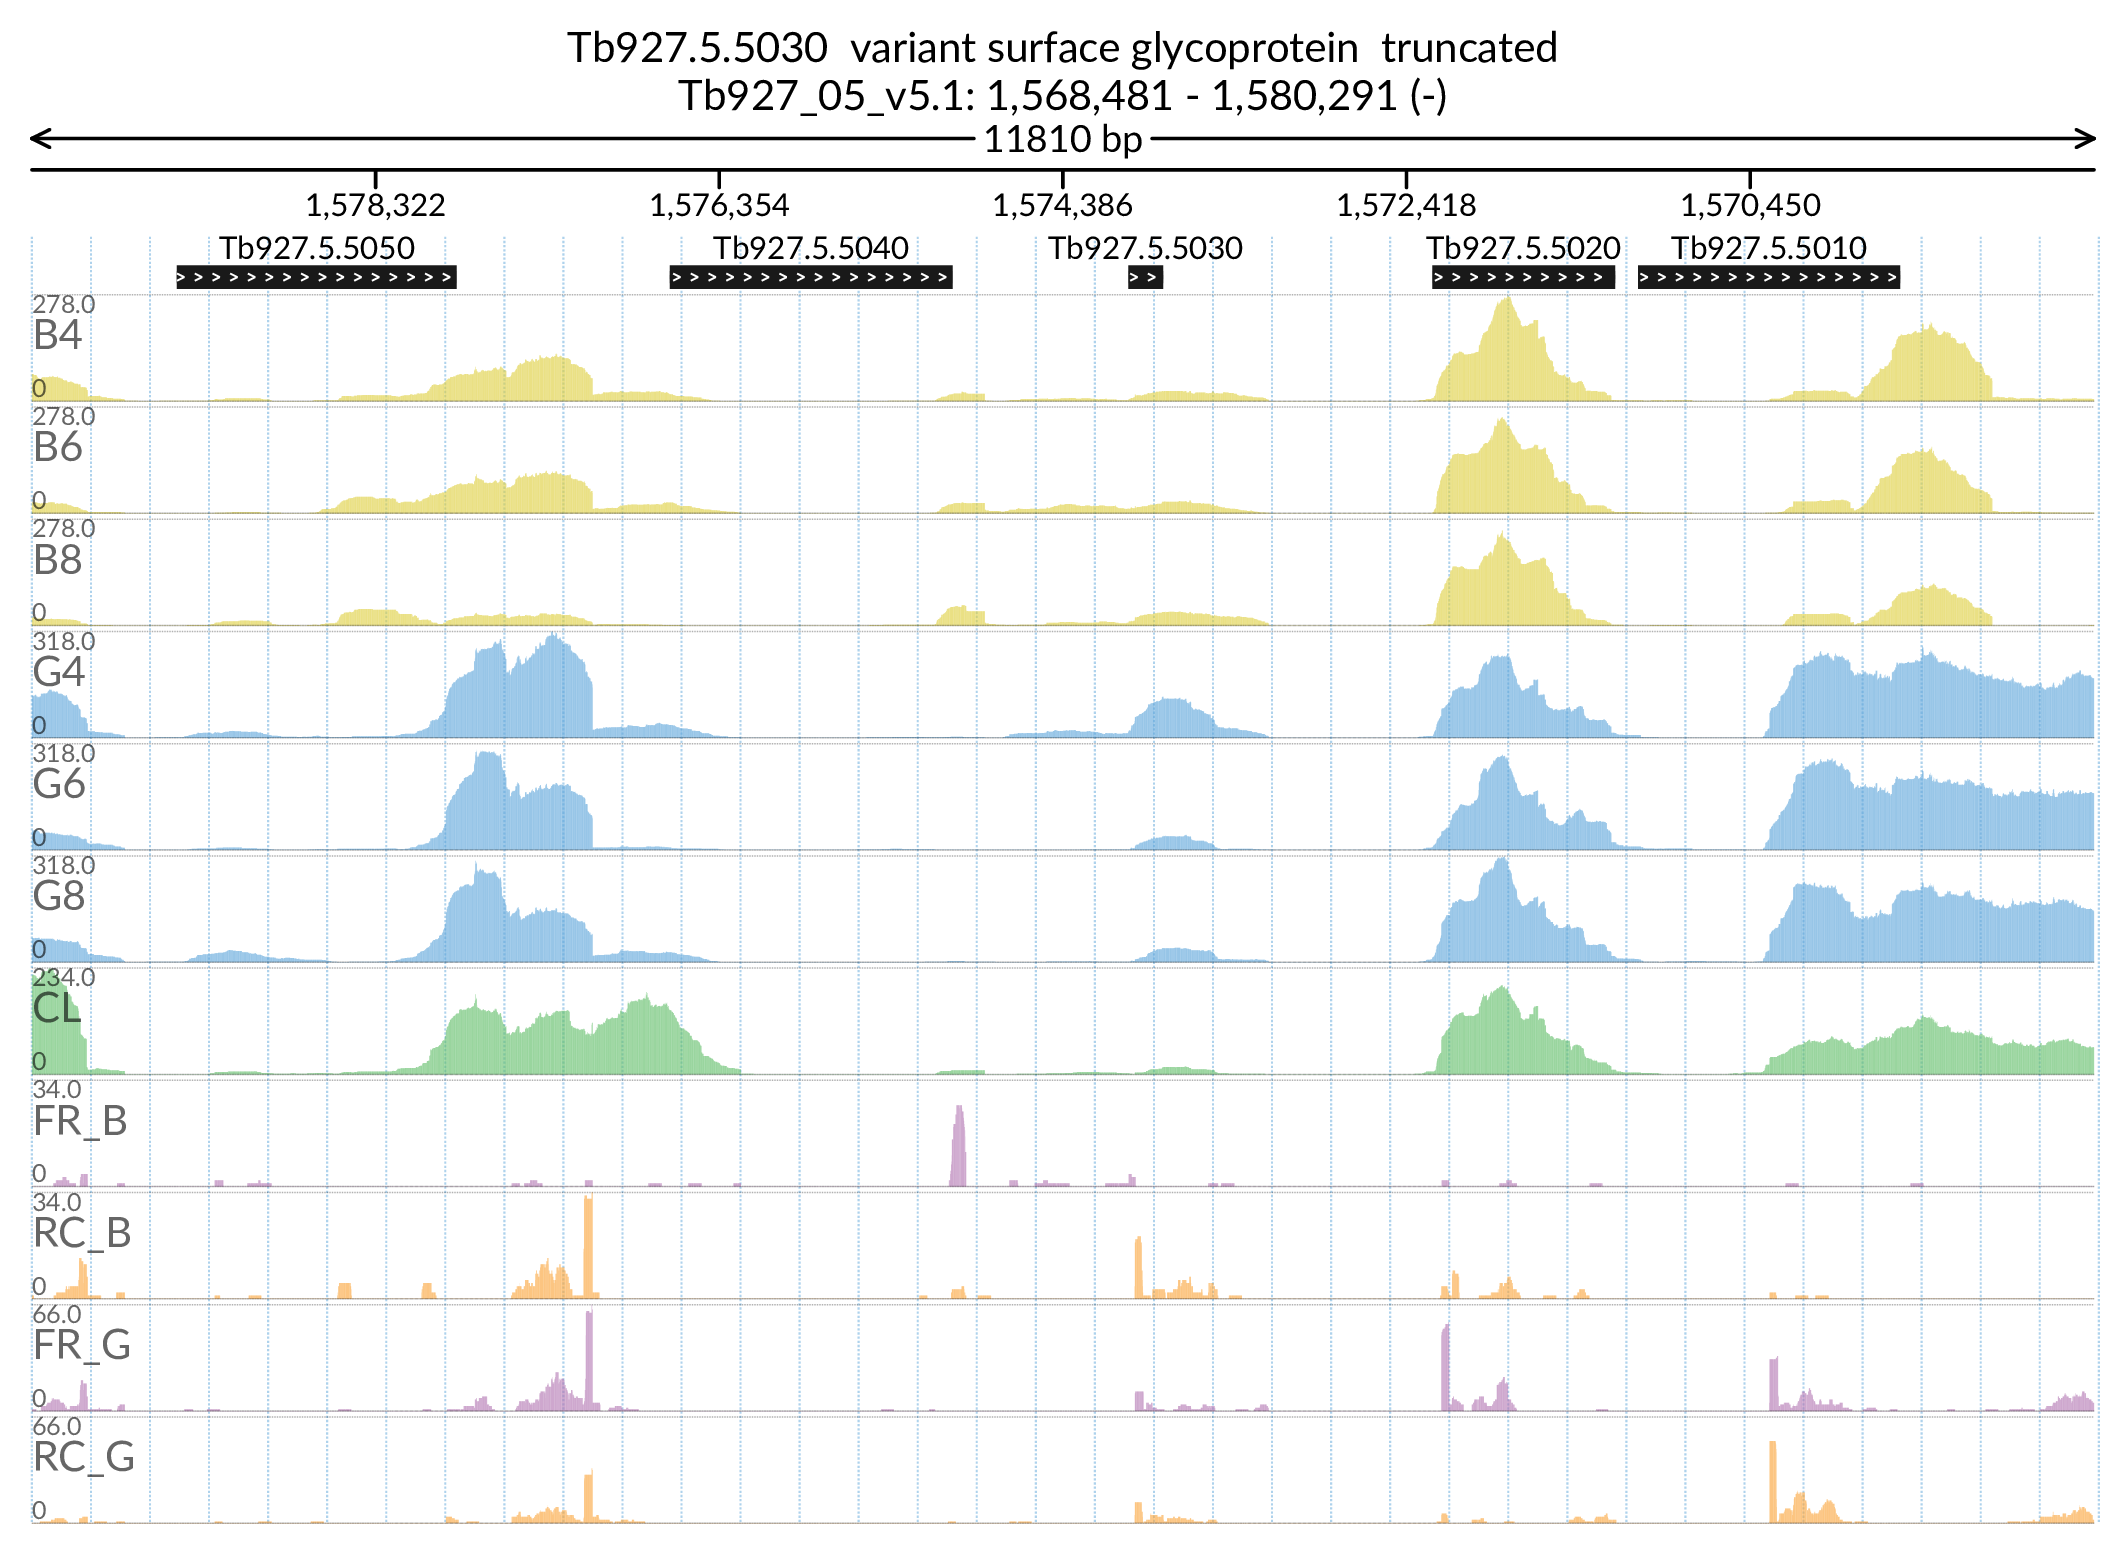 Tb927.5.5030  variant surface glycoprotein  truncated
Tb927_05_v5.1: 1,568,481 - 1,580,291 (-)
11810 bp
1,578,322 1,576,354 1,574,386 1,572,418 1,570,450
Tb927.5.5050 Tb927.5.5040 Tb927.5.5030 Tb927.5.5020 Tb927.5.5010
278.0
B4
0
278.0
B6
0
278.0
B8
0
318.0
G4
0
318.0
G6
0
318.0
G8
0
234.0
CL
0
34.0
FR_B
0
34.0
RC_B
0
66.0
FR_G
0
66.0
RC_G
0